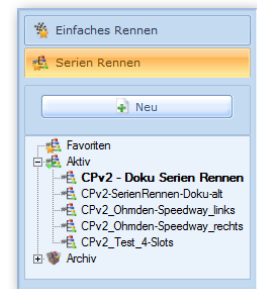 Einfaches Rennen
Serien Rennen
Neu
Favoriten
Aktiv
CPv2 - Doku Serien Rennen
CPv2-SerienRennen-Doku-alt
CPv2_Ohmden-Speedway_links
CPv2_Ohmden-Speedway_rechts
CPv2_Test_4-Slots
Archiv